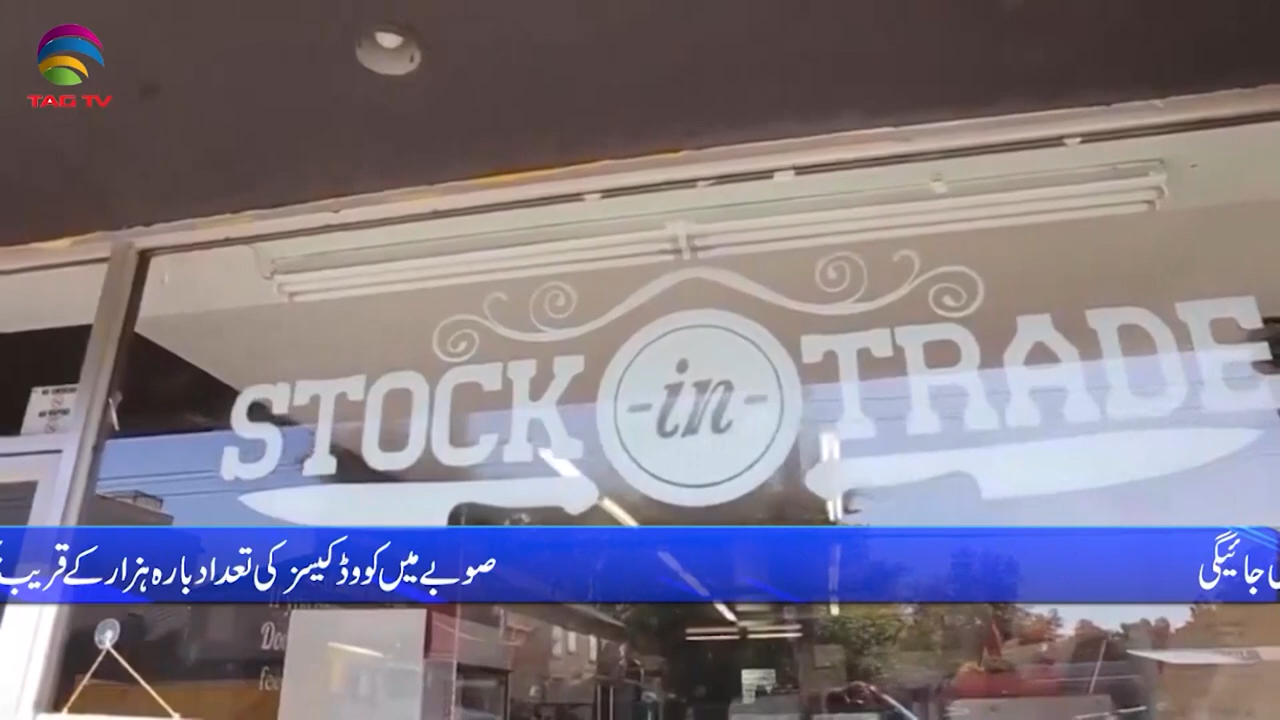 TAG TV
STOCK -in- TRADE
صوبے میں کووڈ کیسز کی تعداد بارہ ہزار کے قریب
جائیگی